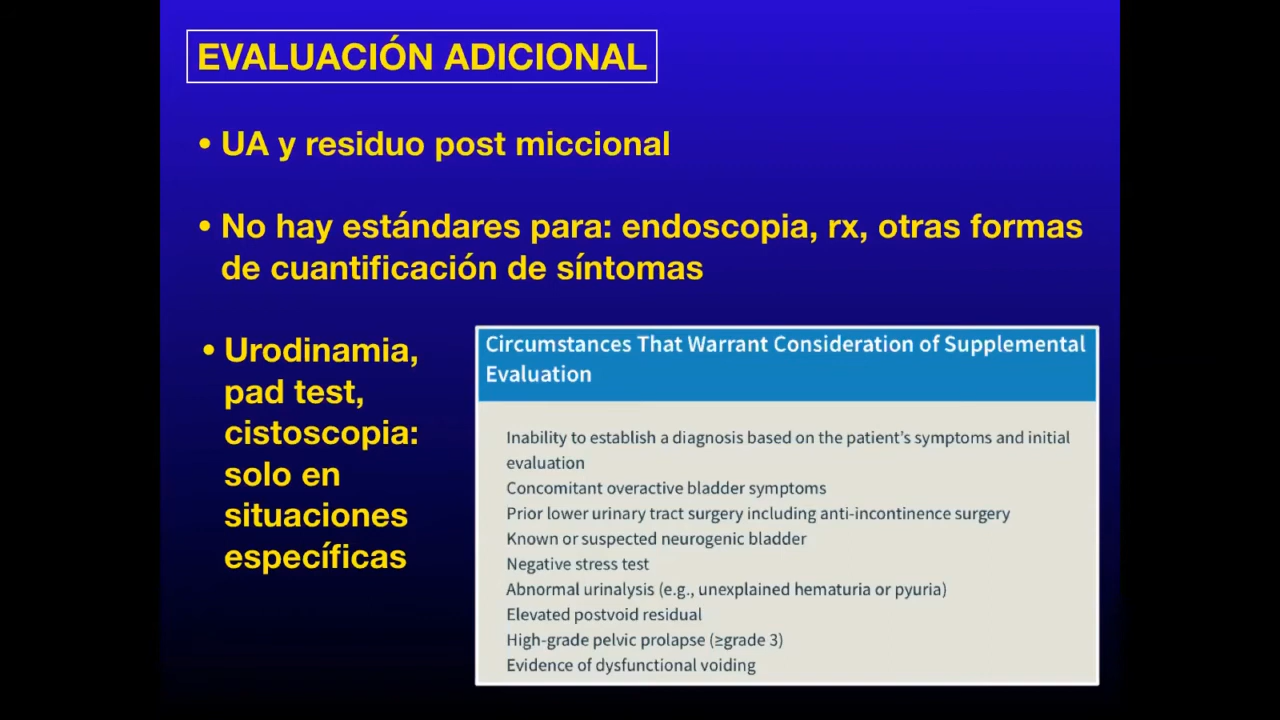 EVALUACIÓN ADICIONAL
• UA y residuo post miccional
• No hay estándares para: endoscopia, rx, otras formas
de cuantificación de síntomas
• Urodinamia,
pad test,
cistoscopia:
solo en
situaciones
específicas
Circumstances That Warrant Consideration of Supplemental
Evaluation
Inability to establish a diagnosis based on the patient's symptoms and initial
evaluation
Concomitant overactive bladder symptoms
Prior lower urinary tract surgery including anti-incontinence surgery
Known or suspected neurogenic bladder
Negative stress test
Abnormal urinalysis (e.g., unexplained hematuria or pyuria)
Elevated postvoid residual
High-grade pelvic prolapse (≥grade 3)
Evidence of dysfunctional voiding